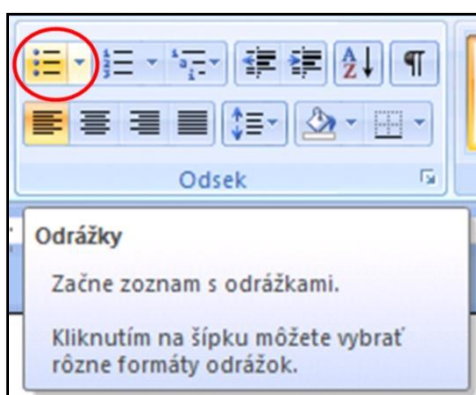 Odsek
Odrážky
Začne zoznam s odrážkami.
Kliknutím na šípku môžete vybrať
rôzne formáty odrážok.